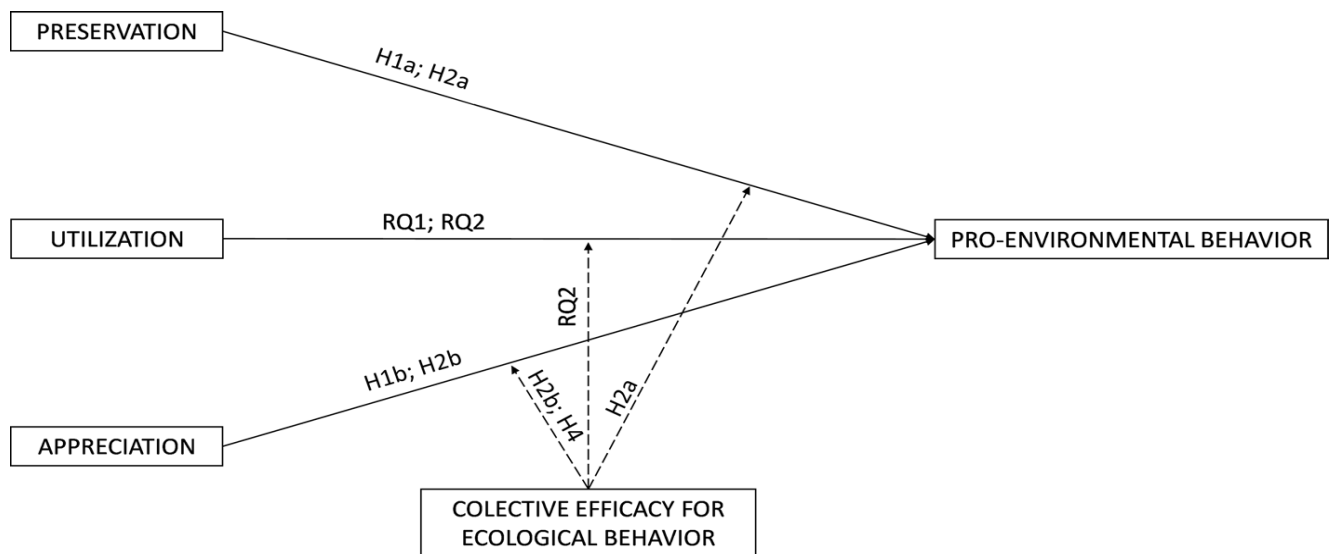 PRESERVATION
H1a; H2a
UTILIZATION
RQ1; RQ2
PRO-ENVIRONMENTAL BEHAVIOR
RQ2
H1b; H2b
H2b; H4
H2a
APPRECIATION
COLECTIVE EFFICACY FOR
ECOLOGICAL BEHAVIOR